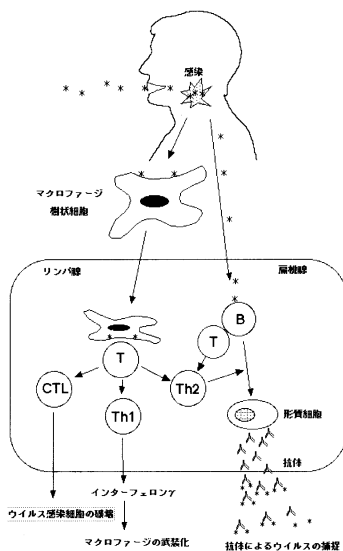 感染
マクロファージ
樹状細胞
リンパ線
扁桃線
B
T
T
CTL
Th2
Th1
形質細胞
抗体
インターフェロンγ
ウイルス感染細胞の破壊
マクロファージの武装化
抗体によるウイルスの捕捉